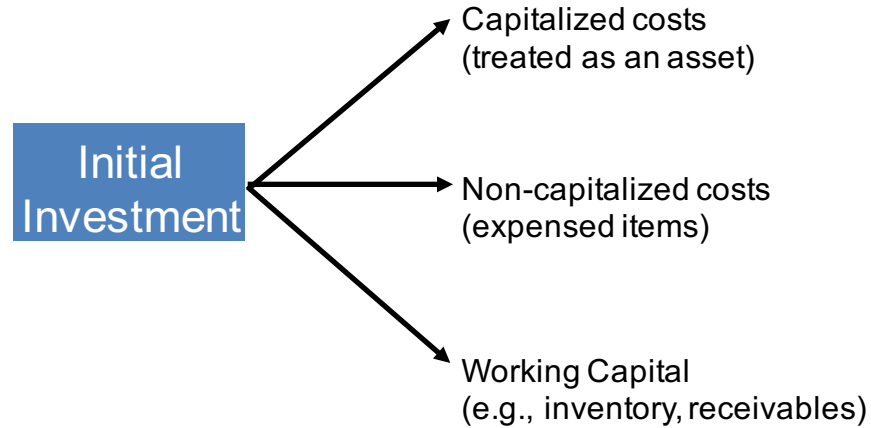 Capitalized costs
(treated as an asset)
Initial
Investment
Non-capitalized costs
(expensed items)
Working Capital
(e.g., inventory, receivables)